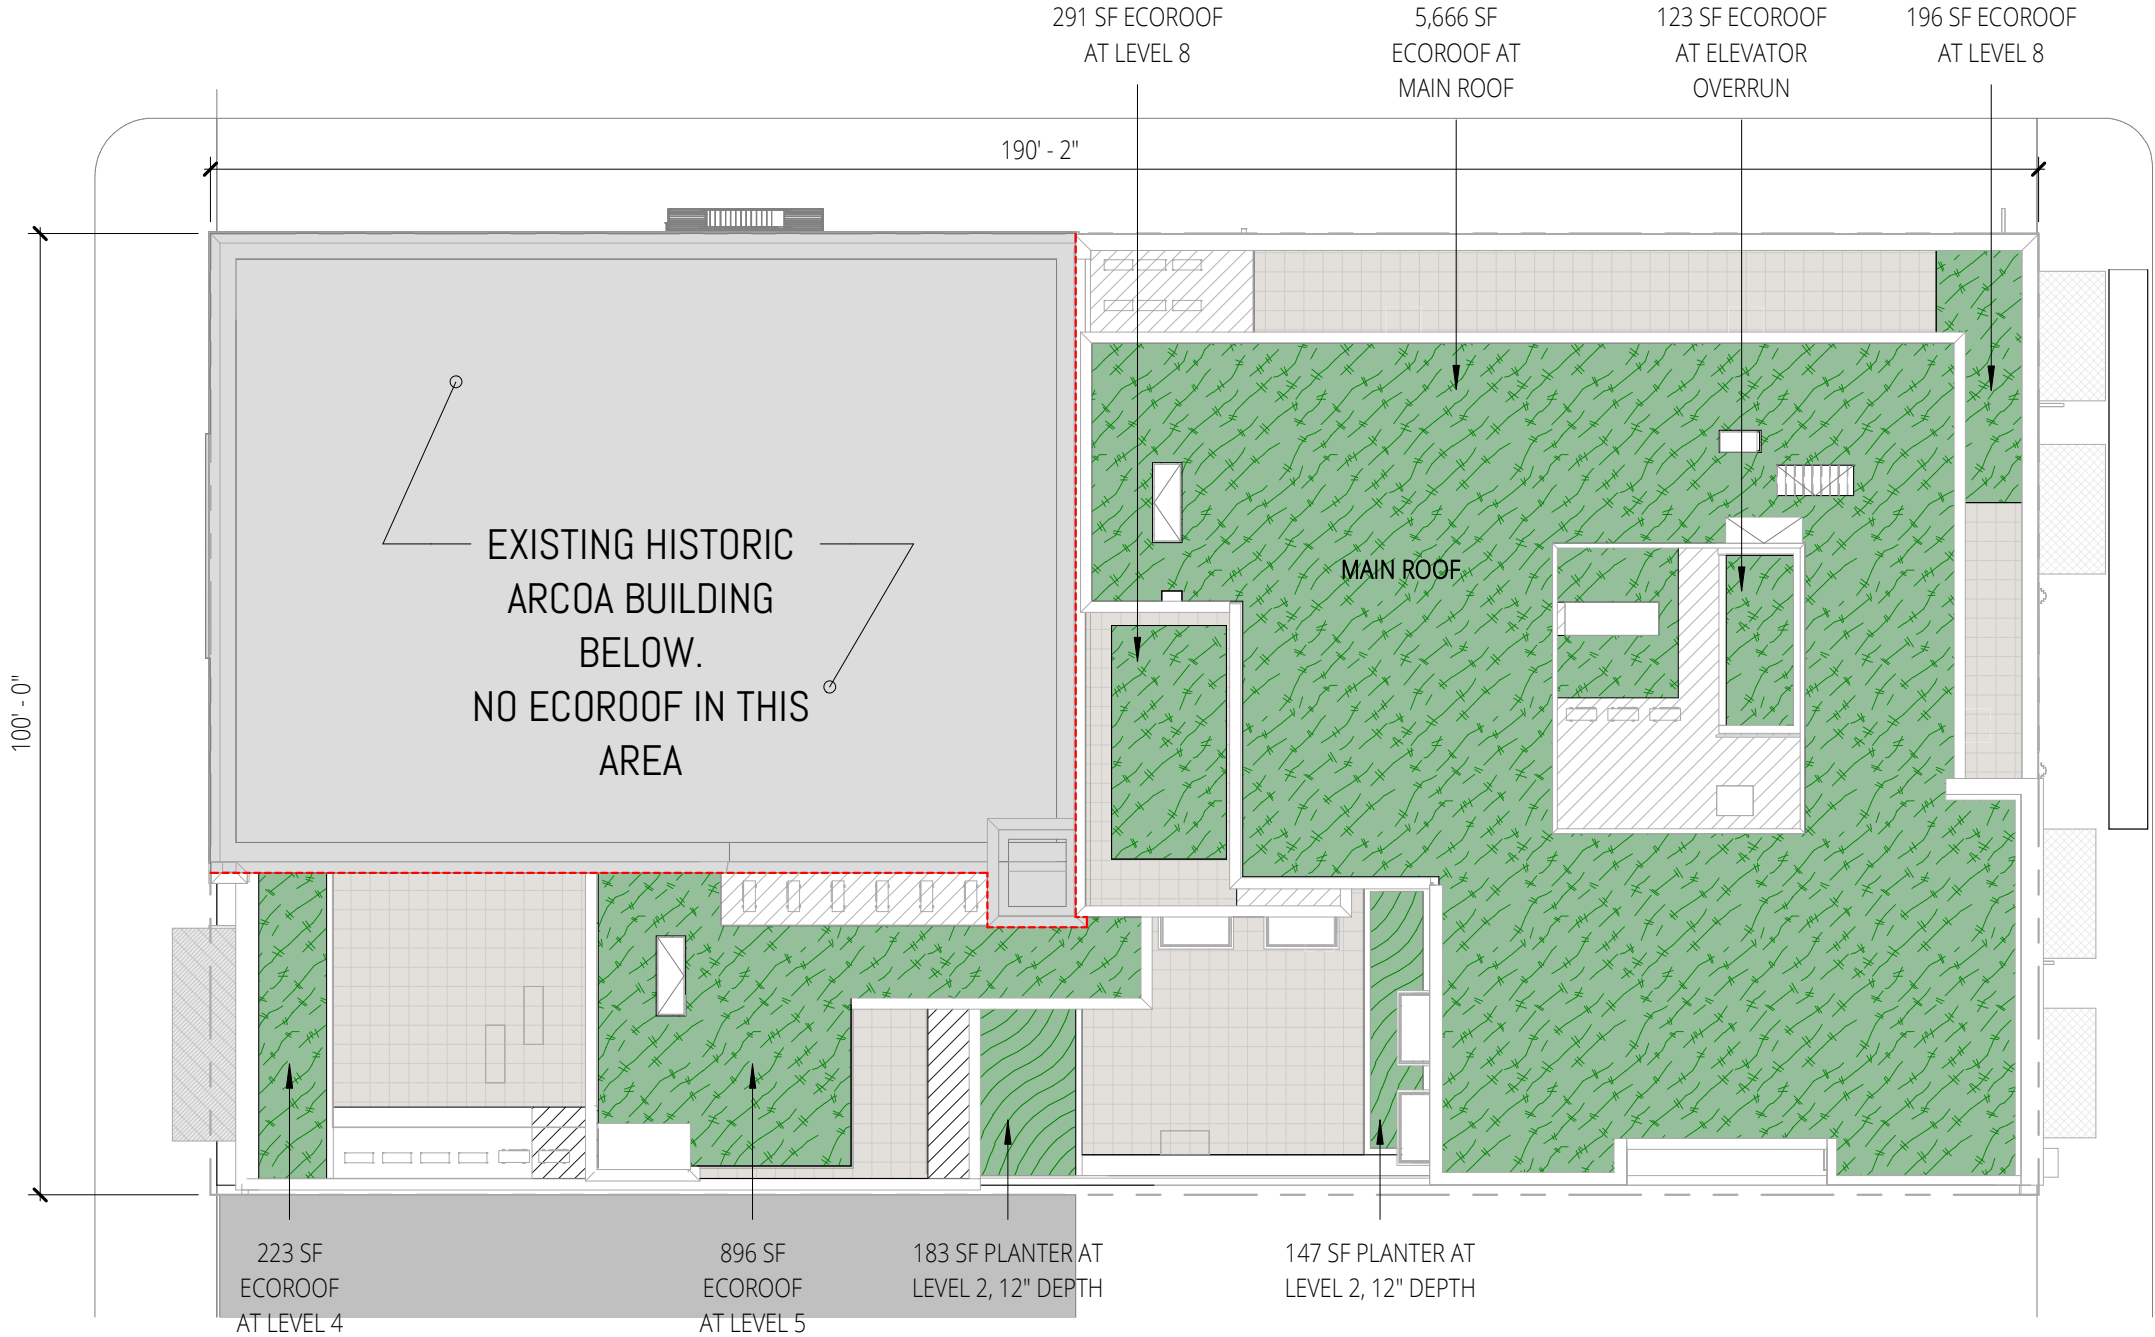 291 SF ECOROOF
AT LEVEL 8
5,666 SF
ECOROOF AT
MAIN ROOF
123 SF ECOROOF
AT ELEVATOR
OVERRUN
196 SF ECOROOF
AT LEVEL 8
190' - 2"
100' - 0"
EXISTING HISTORIC
ARCOA BUILDING
BELOW.
NO ECOROOF IN THIS
AREA
MAIN ROOF
223 SF
ECOROOF
AT LEVEL 4
896 SF
ECOROOF
AT LEVEL 5
183 SF PLANTER AT
LEVEL 2, 12" DEPTH
147 SF PLANTER AT
LEVEL 2, 12" DEPTH